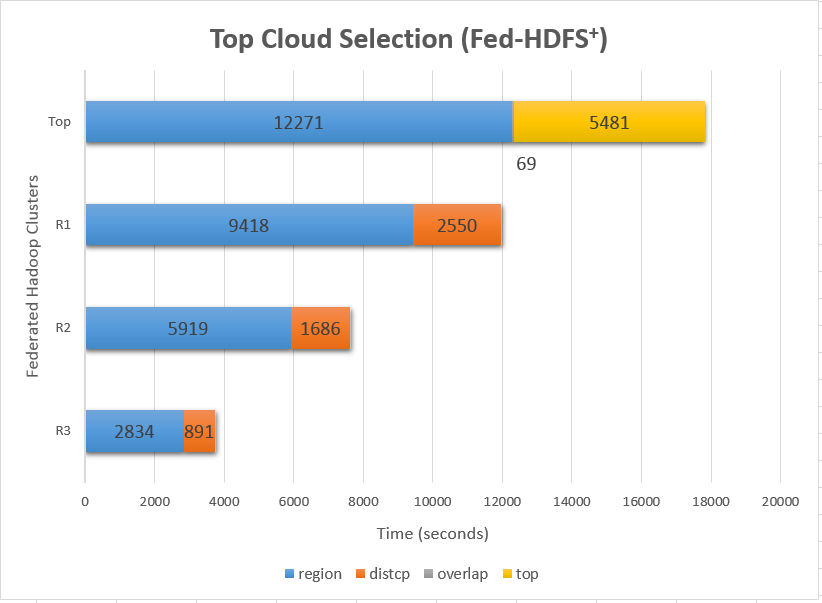 Top Cloud Selection (Fed-HDFS⁺)
Federated Hadoop Clusters
Top 12271 5481
69
R1 9418 2550
R2 5919 1686
R3 2834 891
0 2000 4000 6000 8000 10000 12000 14000 16000 18000 20000
Time (seconds)
region distcp overlap top